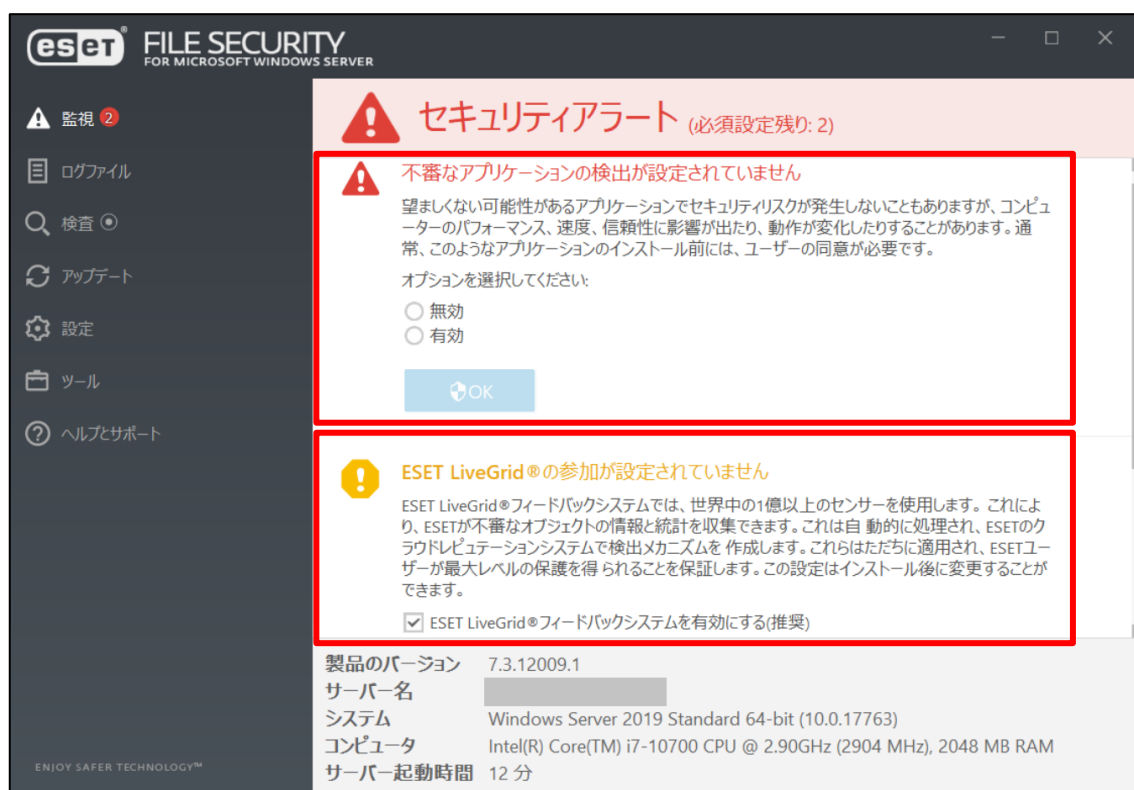 eset® FILE SECURITY
FOR MICROSOFT WINDOWS SERVER
監視 2
ログファイル
検査
アップデート
設定
ツール
ヘルプとサポート
ENJOY SAFER TECHNOLOGY™
セキュリティアラート (必須設定残り: 2)
不審なアプリケーションの検出が設定されていません
望ましくない可能性があるアプリケーションでセキュリティリスクが発生しないこともありますが、コンピュ
ーターのパフォーマンス、速度、信頼性に影響が出たり、動作が変化したりすることがあります。通
常、このようなアプリケーションのインストール前には、ユーザーの同意が必要です。
オプションを選択してください:
無効
有効
OK
ESET LiveGrid®の参加が設定されていません
ESET LiveGrid®フィードバックシステムでは、世界中の1億以上のセンサーを使用します。 これによ
り、ESETが不審なオブジェクトの情報と統計を収集できます。これは自 動的に処理され、ESETのク
ラウドレピュテーションシステムで検出メカニズムを 作成します。これらはただちに適用され、ESETユー
ザーが最大レベルの保護を得 られることを保証します。この設定はインストール後に変更することが
できます。
ESET LiveGrid®フィードバックシステムを有効にする(推奨)
製品のバージョン 7.3.12009.1
サーバー名
システム Windows Server 2019 Standard 64-bit (10.0.17763)
コンピュータ Intel(R) Core(TM) i7-10700 CPU @ 2.90GHz (2904 MHz), 2048 MB RAM
サーバー起動時間 12 分